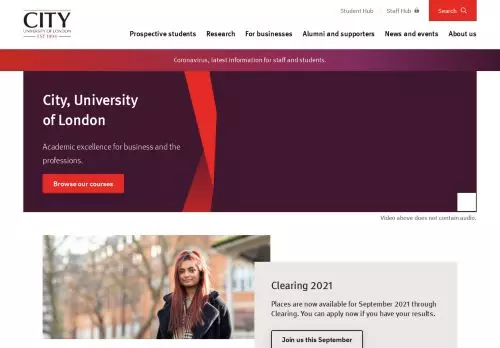 Student Hub Staff Hub Search
CITY
UNIVERSITY OF LONDON
EST 1894
Prospective students Research For businesses Alumni and supporters News and events About us
Coronavirus, latest information for staff and students.
City, University
of London
Academic excellence for business and the
professions.
Browse our courses
Video above does not contain audio.
Clearing 2021
Places are now available for September 2021 through
Clearing. You can apply now if you have your results.
Join us this September